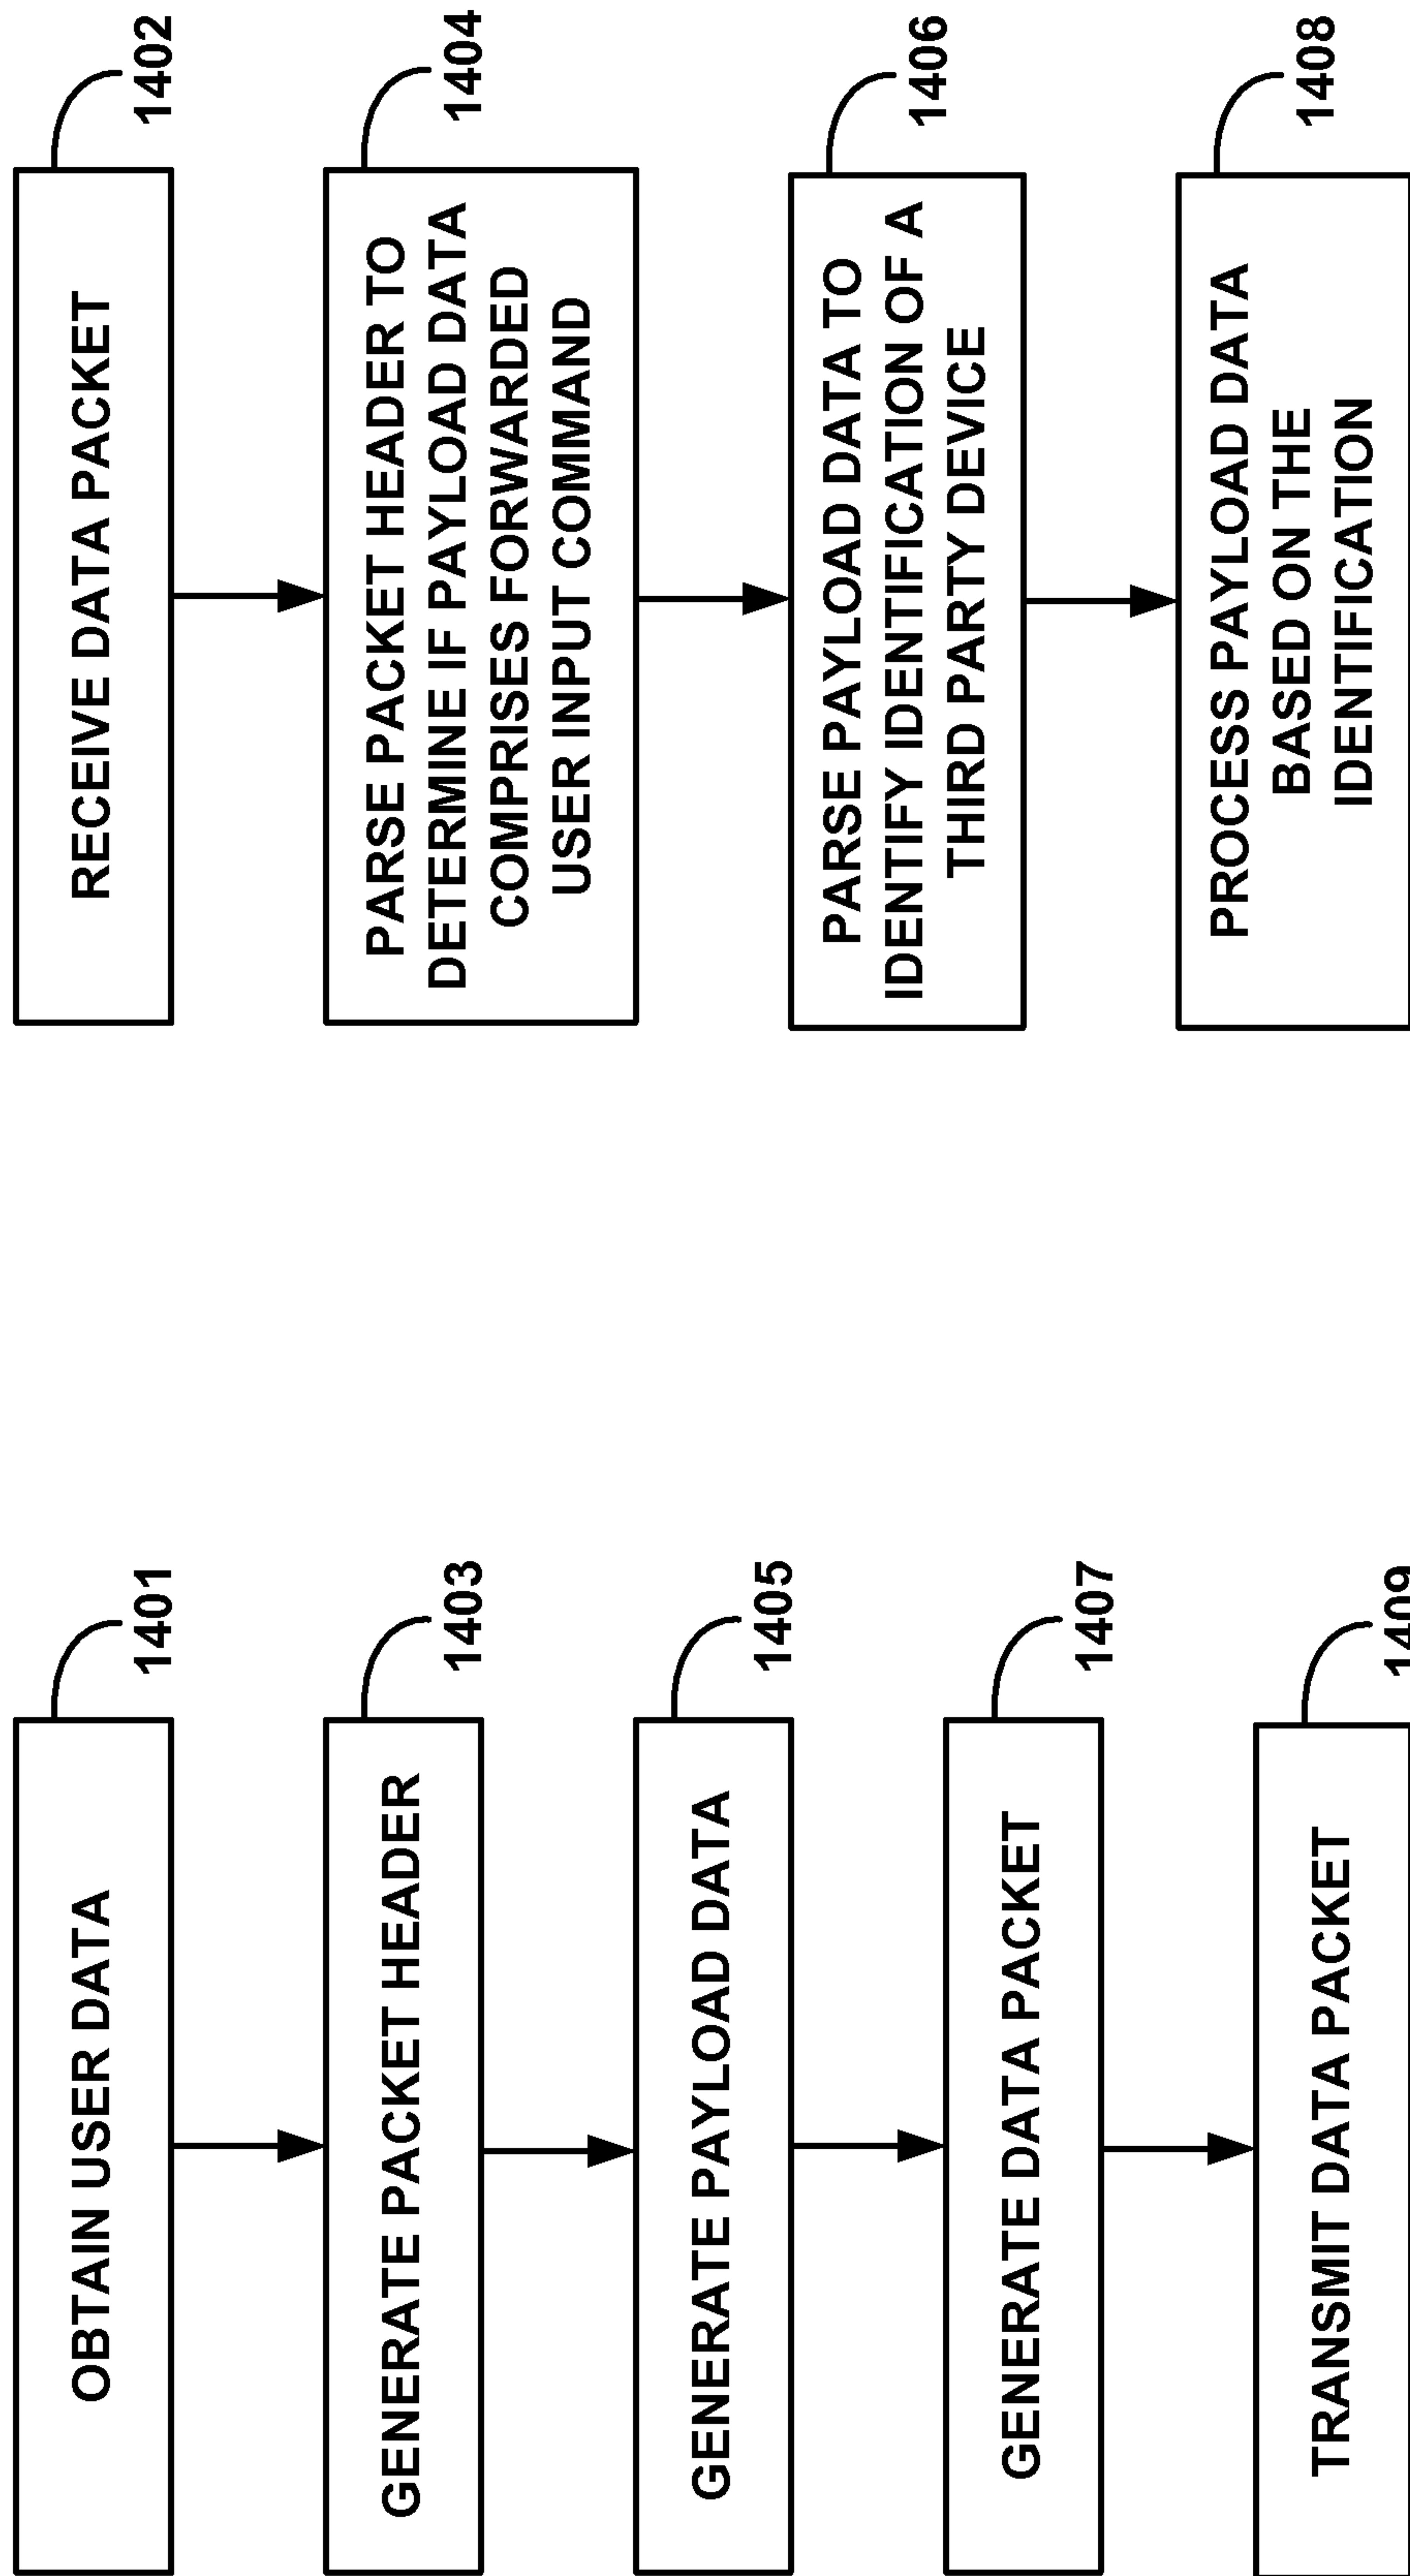 OBTAIN USER DATA
1401
GENERATE PACKET HEADER
1403
GENERATE PAYLOAD DATA
1405
GENERATE DATA PACKET
1407
TRANSMIT DATA PACKET
1409
RECEIVE DATA PACKET
1402
PARSE PACKET HEADER TO
DETERMINE IF PAYLOAD DATA
COMPRISES FORWARDED
USER INPUT COMMAND
1404
PARSE PAYLOAD DATA TO
IDENTIFY IDENTIFICATION OF A
THIRD PARTY DEVICE
1406
PROCESS PAYLOAD DATA
BASED ON THE
IDENTIFICATION
1408